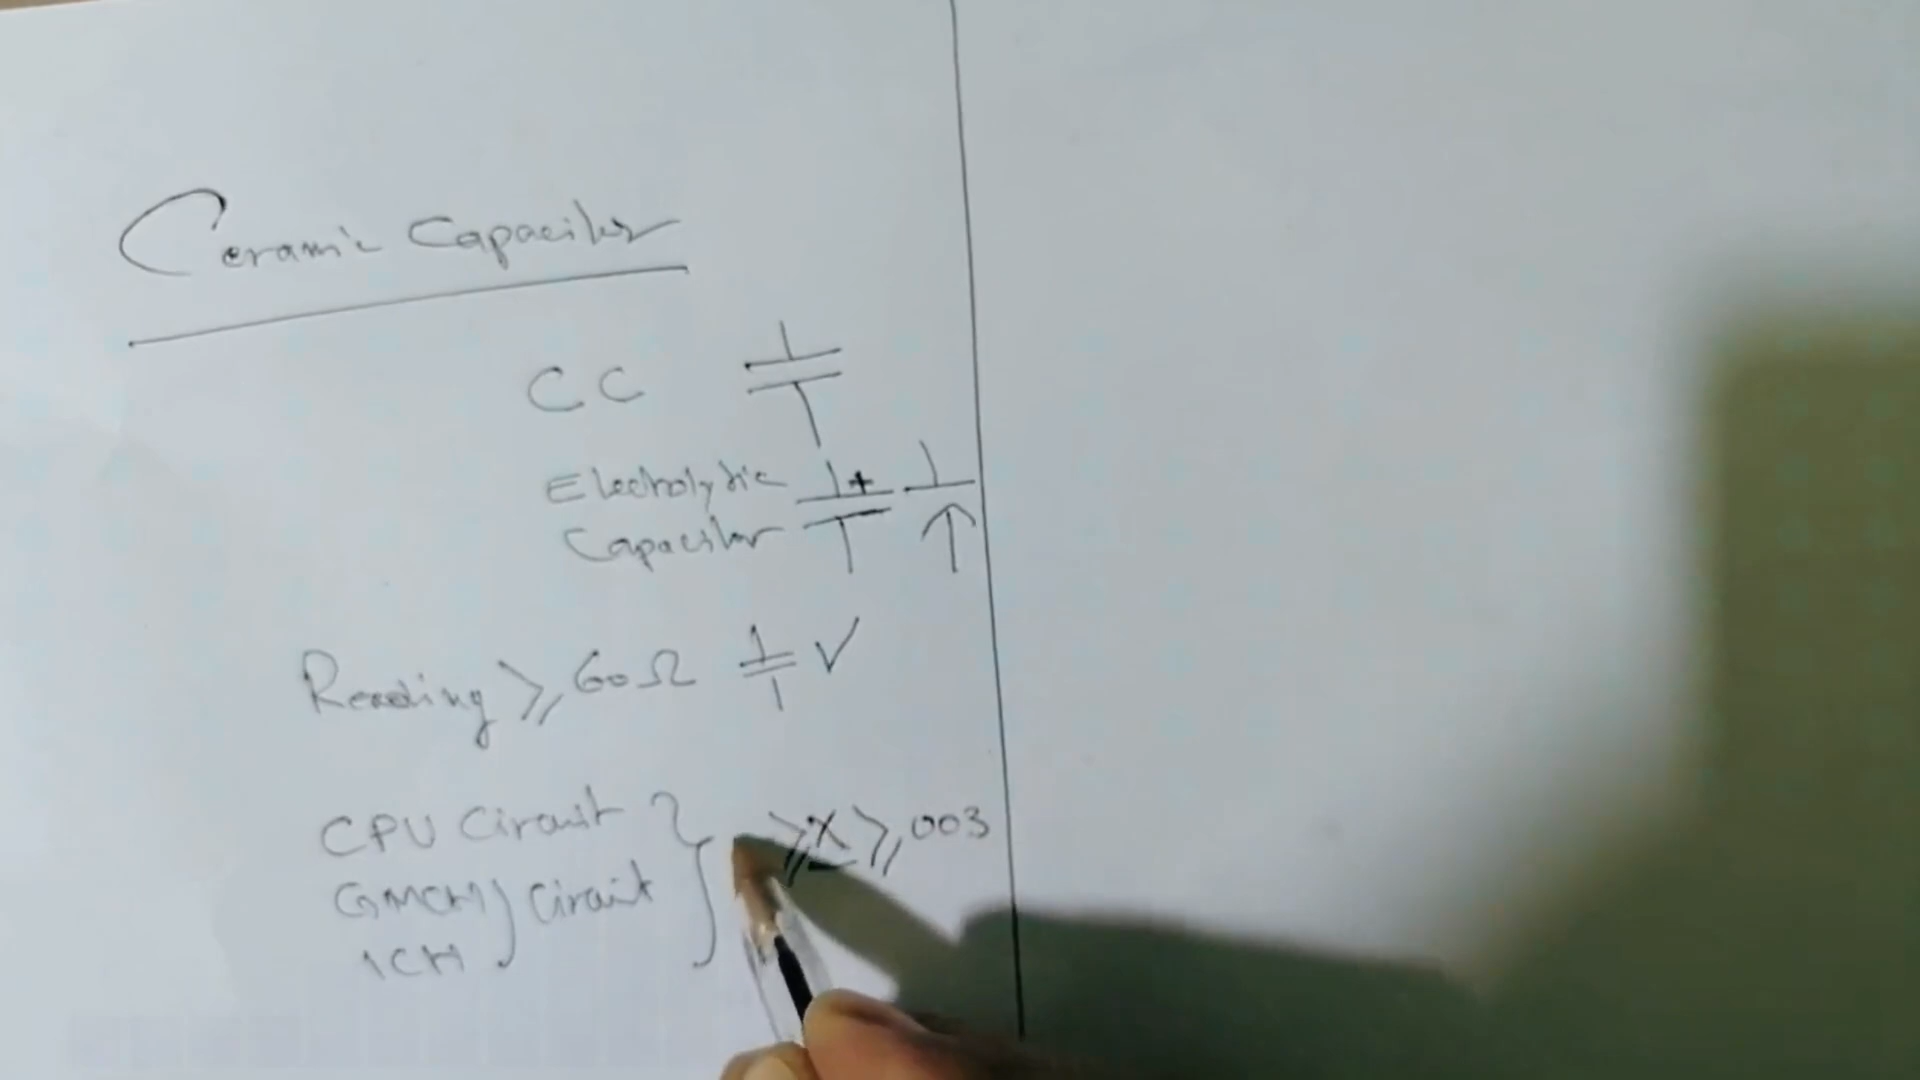 Ceramic Capacitor
CC
Electrolytic +
Capacitor
Reading ≥ 60Ω ✓
CPU Circuit
GMCH) Circuit ≥ X ≥ 003
ICH